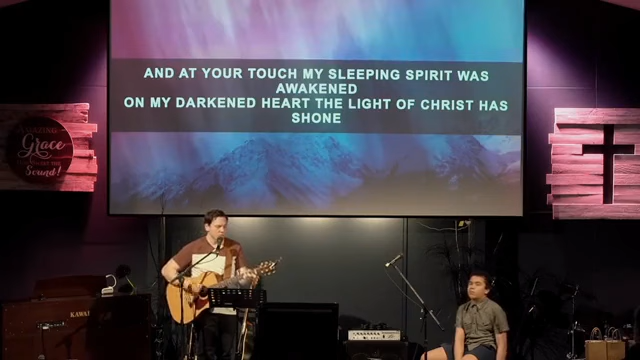 AND AT YOUR TOUCH MY SLEEPING SPIRIT WAS
AWAKENED
ON MY DARKENED HEART THE LIGHT OF CHRIST HAS
SHONE
AMAZING
Grace
Sound!
KAWAI